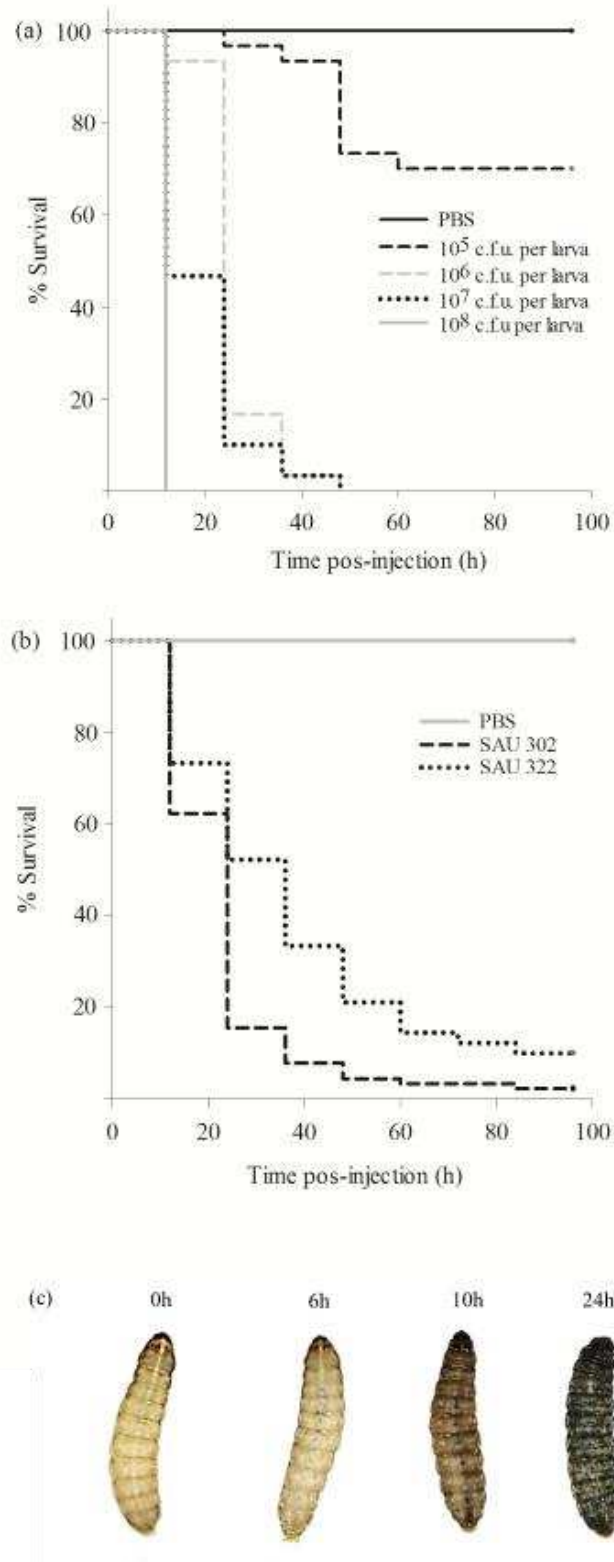 (a)
100
80
60
40
20
% Survival
PBS
10⁵ c.f.u. per larva
10⁶ c.f.u. per larva
10⁷ c.f.u. per larva
10⁸ c.f.u per larva
0 20 40 60 80 100
Time pos-injection (h)
(b)
100
80
60
40
20
% Survival
PBS
SAU 302
SAU 322
0 20 40 60 80 100
Time pos-injection (h)
(c) 0h 6h 10h 24h